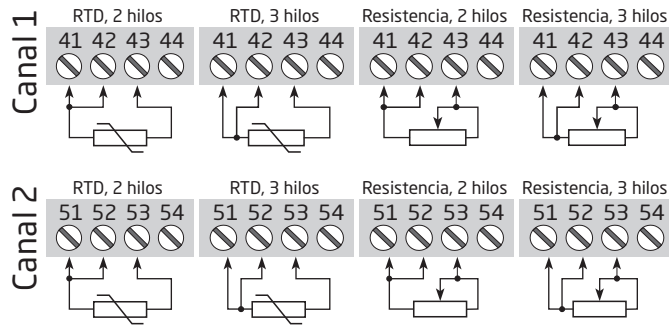 Canal 1
RTD, 2 hilos
RTD, 3 hilos
Resistencia, 2 hilos
Resistencia, 3 hilos
41 42 43 44
41 42 43 44
41 42 43 44
41 42 43 44
Canal 2
RTD, 2 hilos
RTD, 3 hilos
Resistencia, 2 hilos
Resistencia, 3 hilos
51 52 53 54
51 52 53 54
51 52 53 54
51 52 53 54